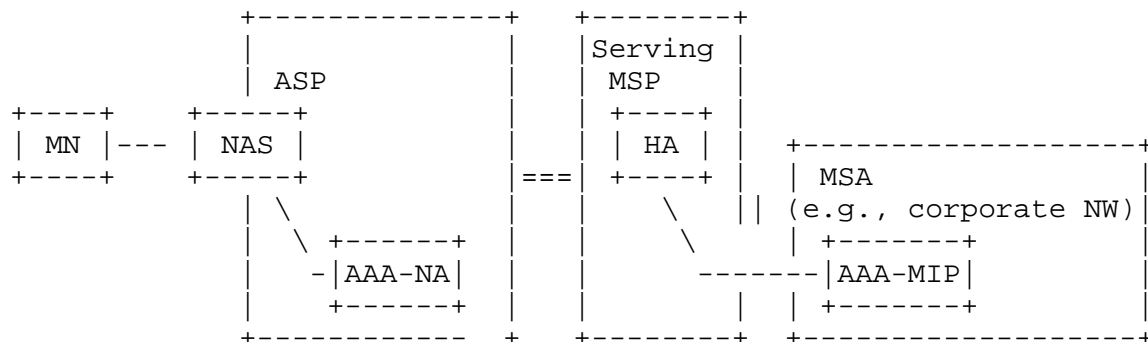 Serving
ASP MSP
MN NAS HA
MSA
(e.g., corporate NW)
AAA-NA AAA-MIP